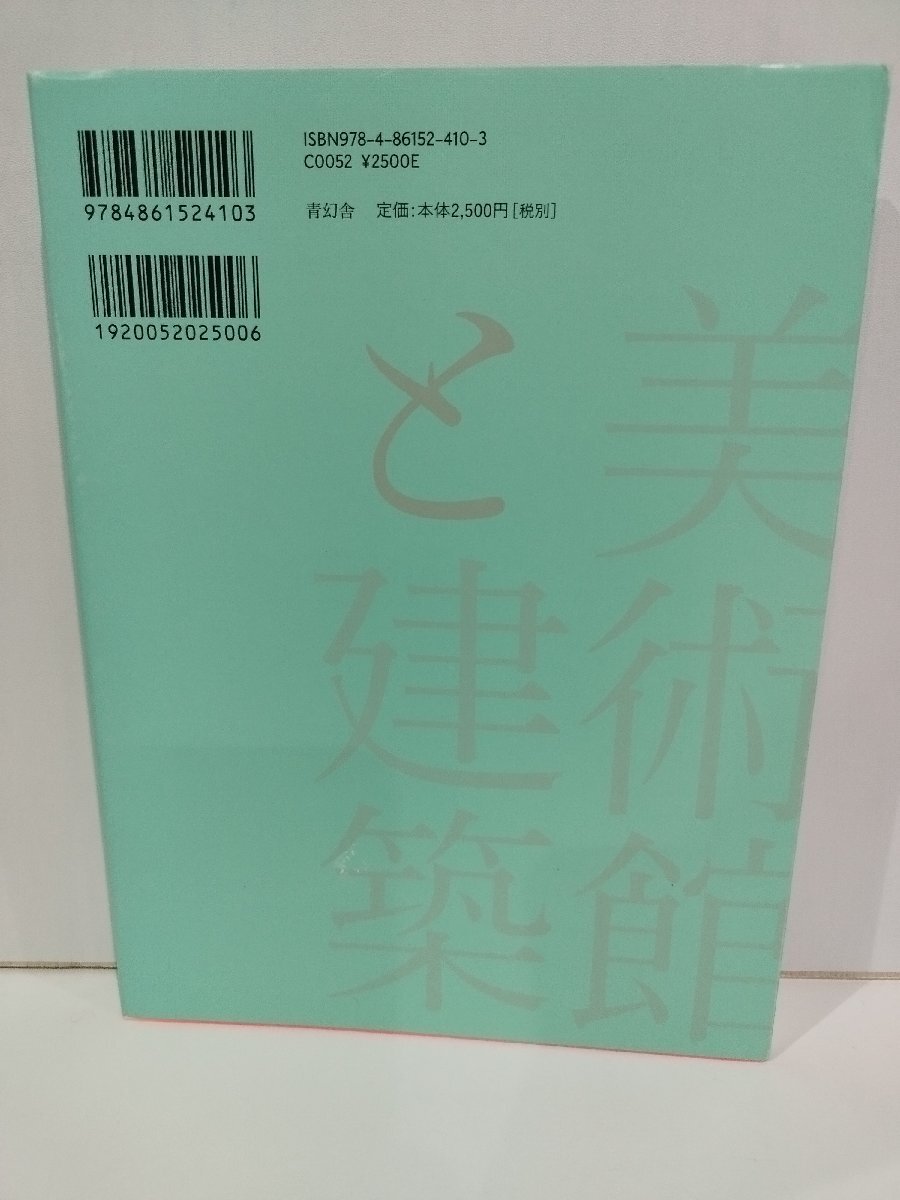 ISBN978-4-86152-410-3
C0052 ¥2500E
9784861524103
青幻舎 定価:本体2,500円[税別]
1920052025006
美術館
と建築